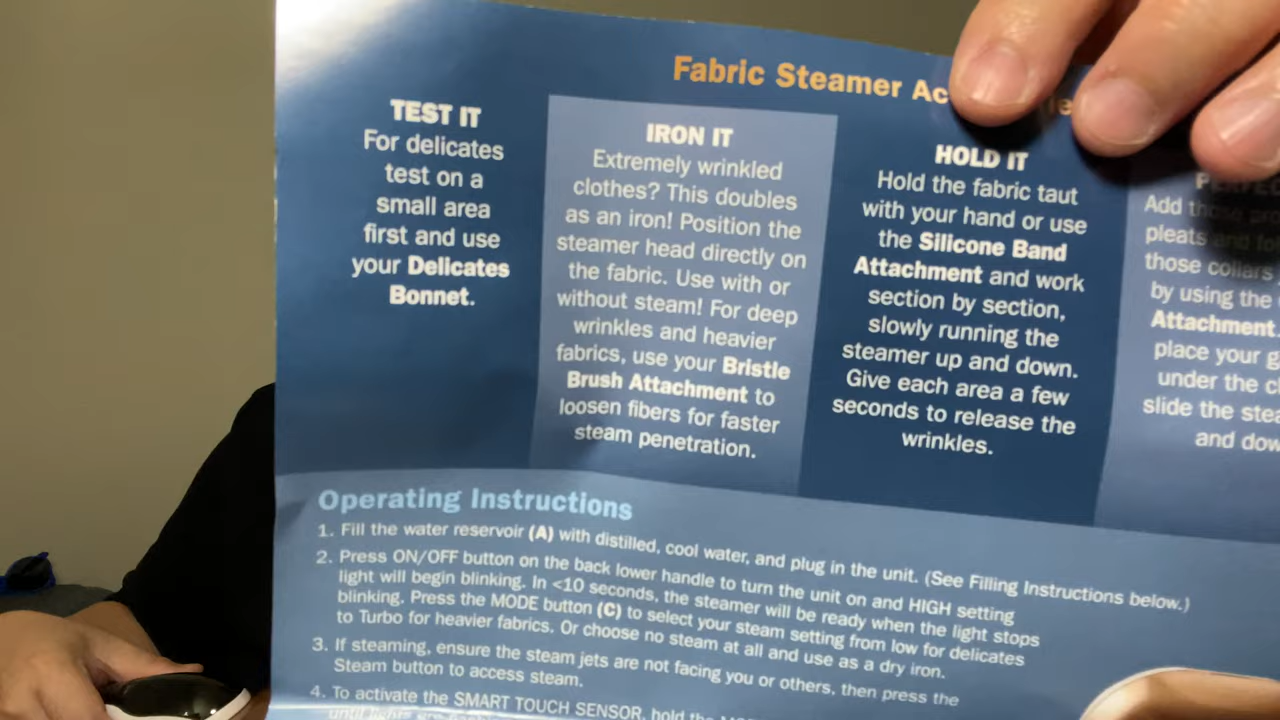 Fabric Steamer
TEST IT
For delicates
test on a
small area
first and use
your Delicates
Bonnet.
IRON IT
Extremely wrinkled
clothes? This doubles
as an iron! Position the
steamer head directly on
the fabric. Use with or
without steam! For deep
wrinkles and heavier
fabrics, use your Bristle
Brush Attachment to
loosen fibers for faster
steam penetration.
HOLD IT
Hold the fabric taut
with your hand or use
the Silicone Band
Attachment and work
section by section,
slowly running the
steamer up and down.
Give each area a few
seconds to release the
wrinkles.
Add those
pleats and
those collars
by using the
Attachment
place your
under the
slide the
and
Operating Instructions
1. Fill the water reservoir (A) with distilled, cool water, and plug in the unit. (See Filling Instructions below.)
2. Press ON/OFF button on the back lower handle to turn the unit on and HIGH setting
light will begin blinking. In <10 seconds, the steamer will be ready when the light stops
blinking. Press the MODE button (C) to select your steam setting from low for delicates
to Turbo for heavier fabrics. Or choose no steam at all and use as a dry iron.
3. If steaming, ensure the steam jets are not facing you or others, then press the
Steam button to access steam.
4. To activate the SMART TOUCH SENSOR, hold the
until lights